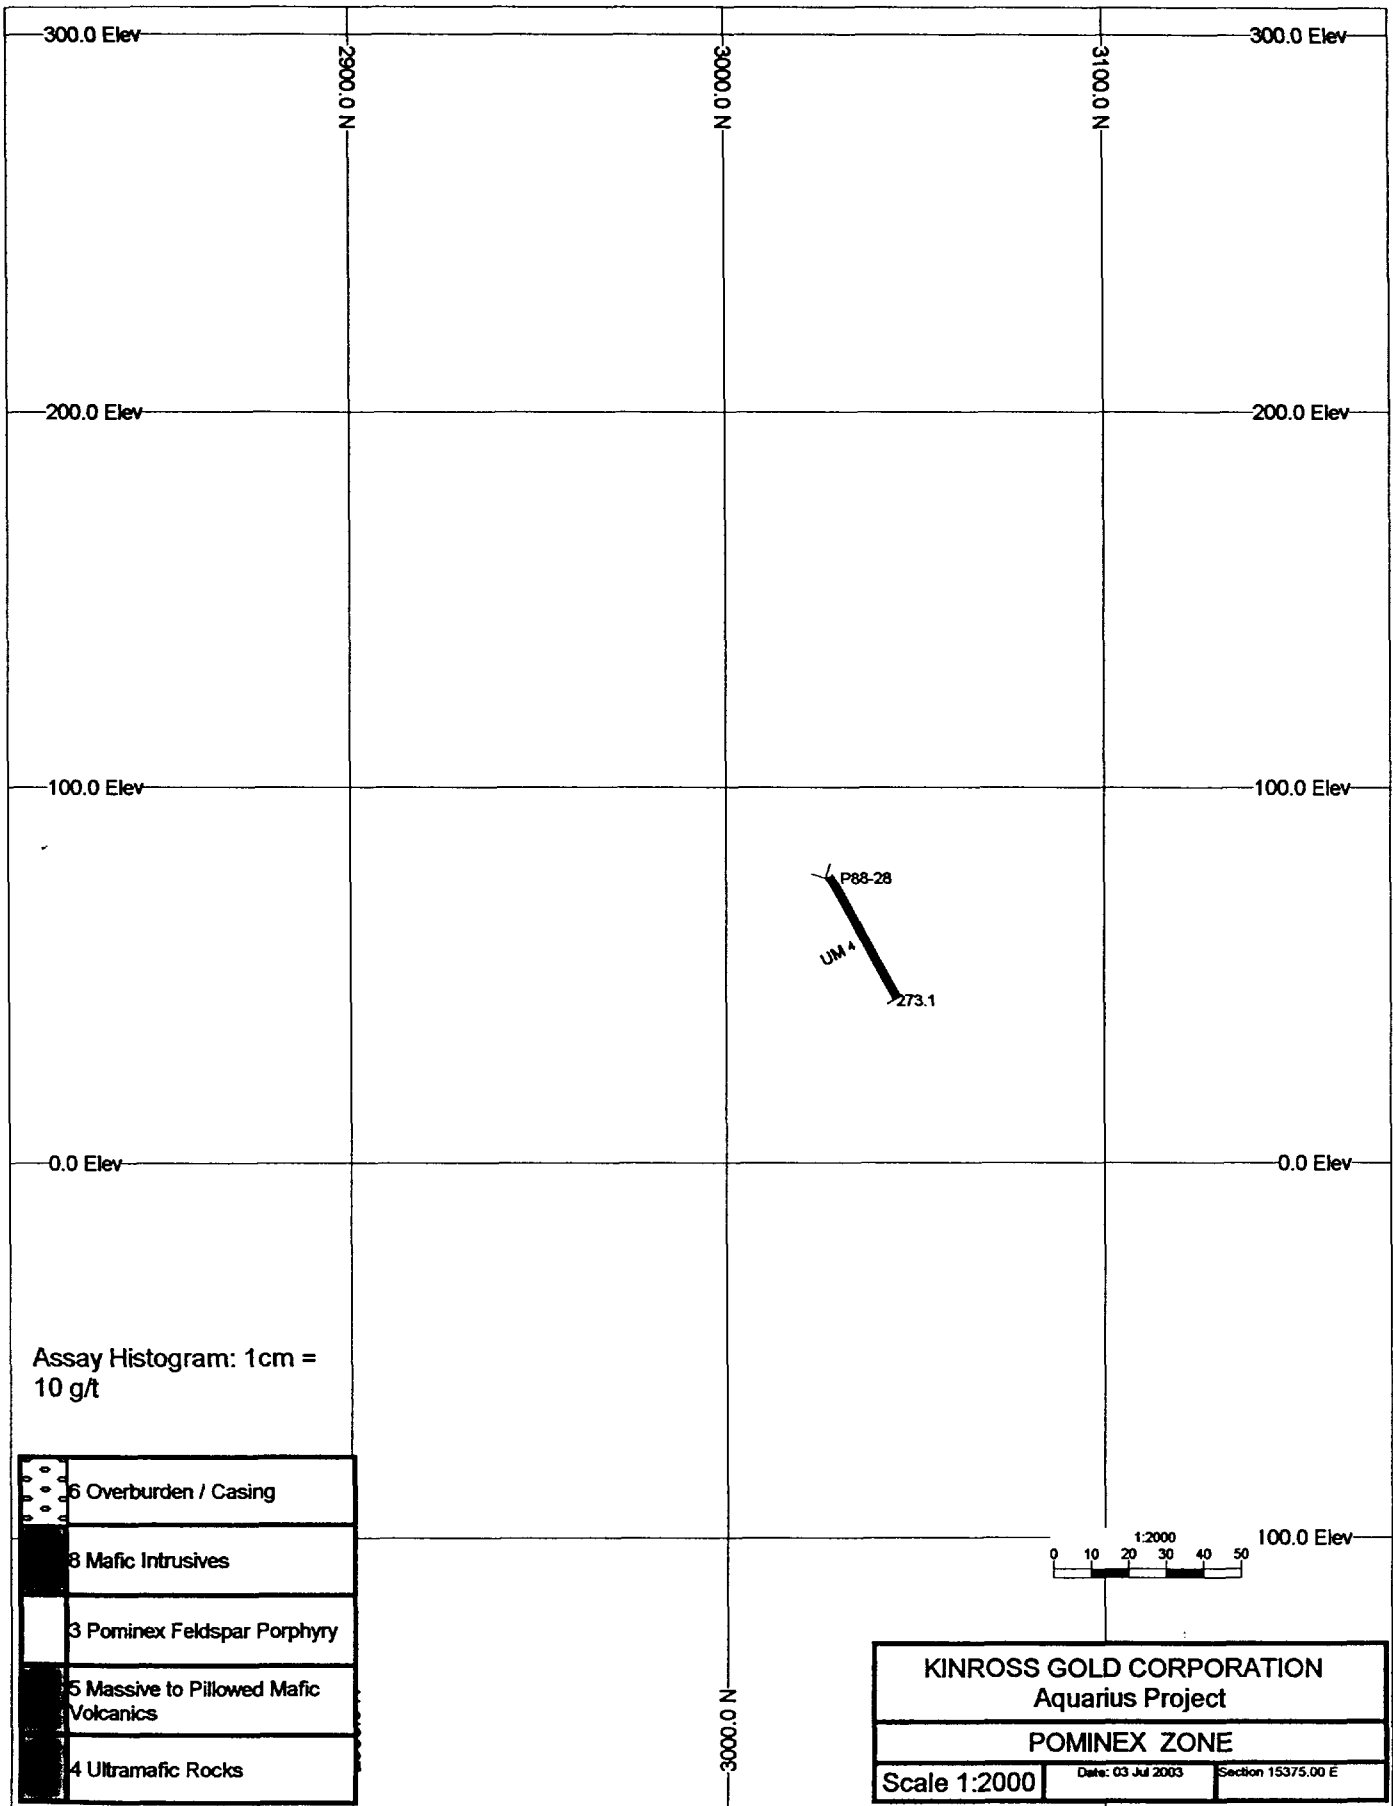 300.0 Elev
300.0 Elev
2900.0 N
3000.0 N
3100.0 N
200.0 Elev
200.0 Elev
100.0 Elev
100.0 Elev
P88-28
UM 4
273.1
0.0 Elev
0.0 Elev
Assay Histogram: 1cm =
10 g/t
6 Overburden / Casing
8 Mafic Intrusives
3 Pominex Feldspar Porphyry
5 Massive to Pillowed Mafic
Volcanics
4 Ultramafic Rocks
1:2000
0 10 20 30 40 50
100.0 Elev
3000.0 N
KINROSS GOLD CORPORATION
Aquarius Project
POMINEX ZONE
Scale 1:2000
Date: 03 Jul 2003
Section 15375.00 E